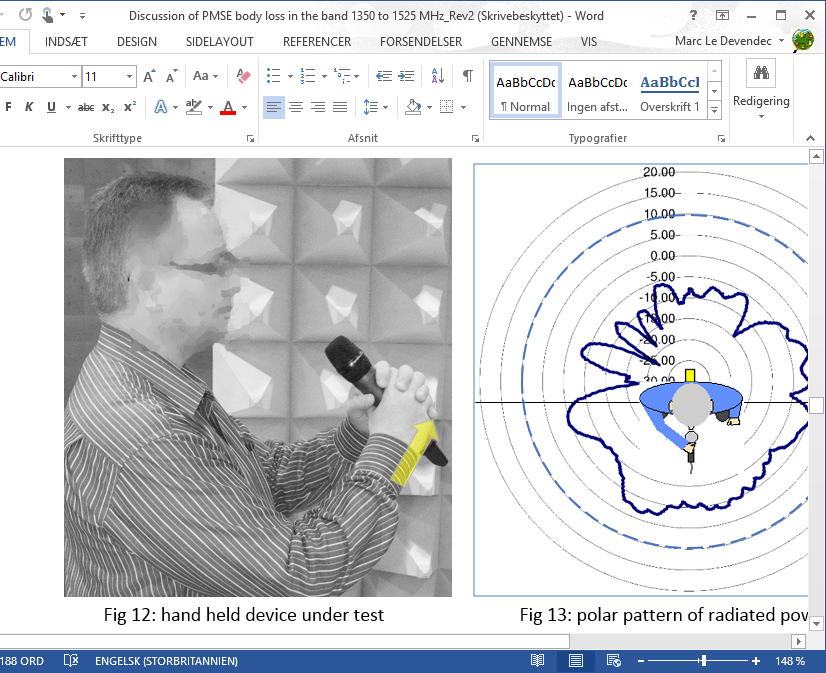 Discussion of PMSE body loss in the band 1350 to 1525 MHz_Rev2 (Skrivebeskyttet) - Word
EM INDSÆT DESIGN SIDELAYOUT REFERENCER FORSENDELSER GENNEMSE VIS Marc Le Devendec
Calibri 11 A A Aa
F K U abc x₂ x² A ab A
AaBbCcDc AaBbCcDc AaBbCcI
¶ Normal Ingen afst... Overskrift 1
Redigering
Skrifttype Afsnit Typografier
20.00
15.00
10.00
5.00
0.00
-5.00
-10.00
-20.00
Fig 12: hand held device under test
Fig 13: polar pattern of radiated pow
188 ORD ENGELSK (STORBRITANNIEN) 148 %